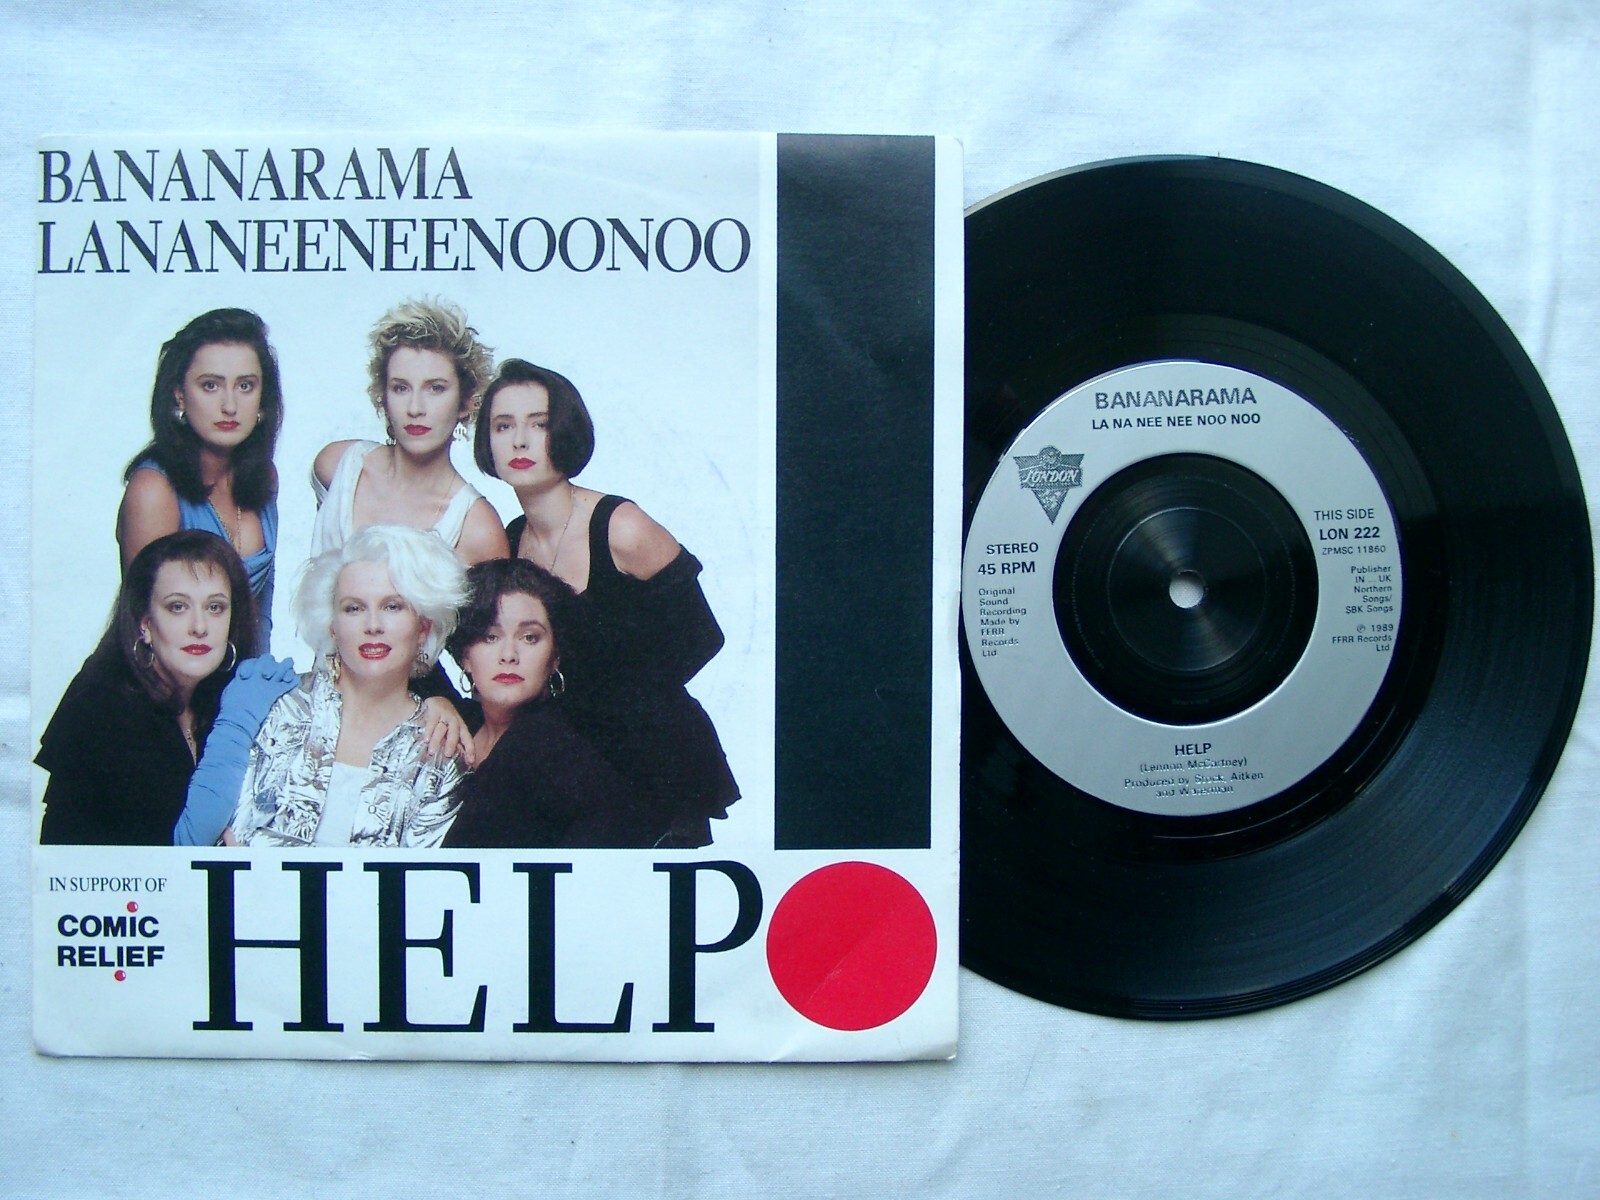 BANANARAMA
LANANEENEENOONOO
IN SUPPORT OF
COMIC
RELIEF
HELP!
BANANARAMA
LA NA NEE NEE NOO NOO
LONDON
STEREO
45 RPM
Original
Sound
Recording
Made by
FFRR
Records
Ltd
THIS SIDE
LON 222
ZPMSC 11860
Publisher
IN ... UK
Northern
Songs/
SBK Songs
℗ 1989
FFRR Records
Ltd
HELP
(Lennon McCartney)
Produced by Stock, Aitken
and Waterman